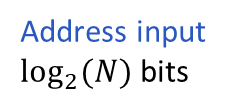 Address input
log₂(N) bits